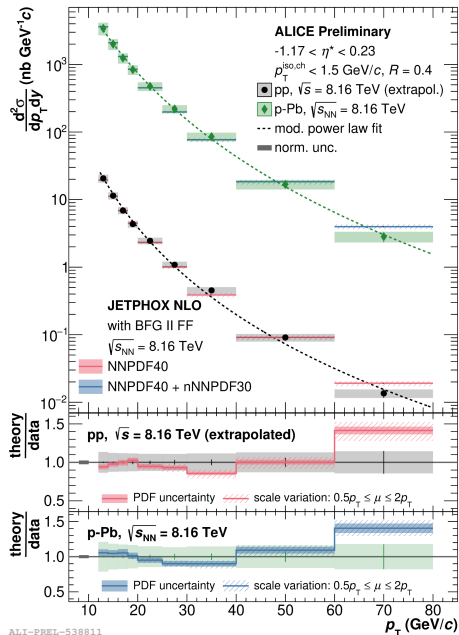 ALICE Preliminary
-1.17 < η* < 0.23
p_T^{iso,ch} < 1.5 GeV/c, R = 0.4
pp, √s = 8.16 TeV (extrapol.)
p-Pb, √s_NN = 8.16 TeV
mod. power law fit
norm. unc.
d²σ/dp_Tdy (nb GeV⁻¹c)
10³
10²
10
1
10⁻¹
10⁻²
JETPHOX NLO
with BFG II FF
√s_NN = 8.16 TeV
NNPDF40
NNPDF40 + nNNPDF30
theory
data
1.5
1.0
0.5
pp, √s = 8.16 TeV (extrapolated)
PDF uncertainty
scale variation: 0.5p_T ≤ μ ≤ 2p_T
theory
data
1.5
1.0
0.5
p-Pb, √s_NN = 8.16 TeV
PDF uncertainty
scale variation: 0.5p_T ≤ μ ≤ 2p_T
10 20 30 40 50 60 70 80
p_T (GeV/c)
ALI-PREL-538811